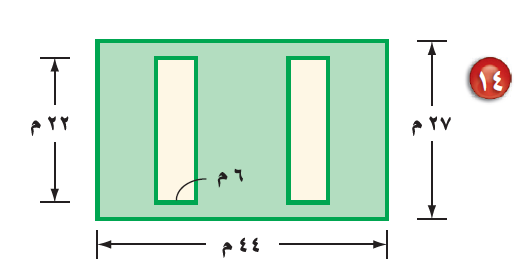 ١٤
٢٧ م
٢٢ م
٦ م
٤٤ م